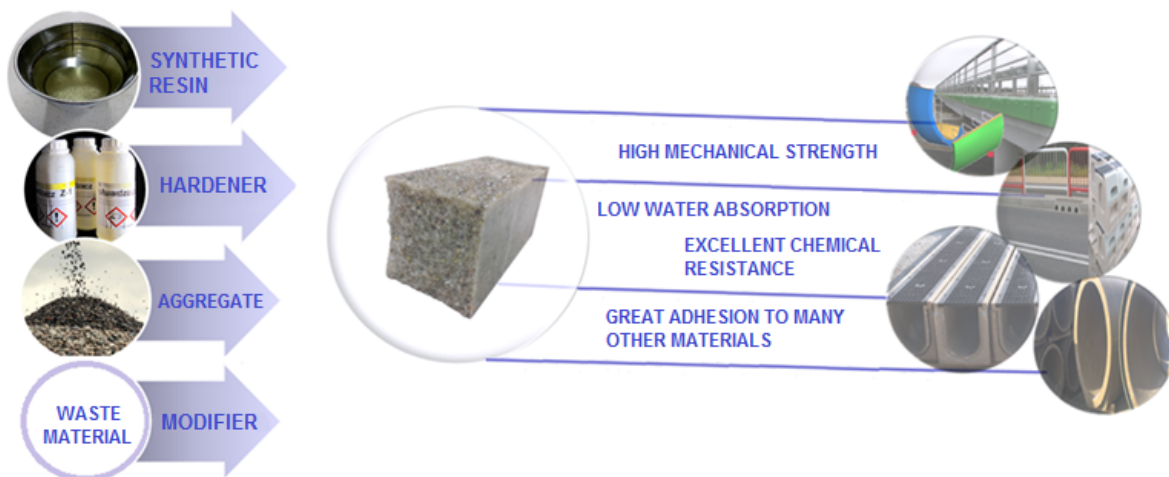 SYNTHETIC
RESIN
HARDENER
AGGREGATE
WASTE
MATERIAL
MODIFIER
HIGH MECHANICAL STRENGTH
LOW WATER ABSORPTION
EXCELLENT CHEMICAL
RESISTANCE
GREAT ADHESION TO MANY
OTHER MATERIALS